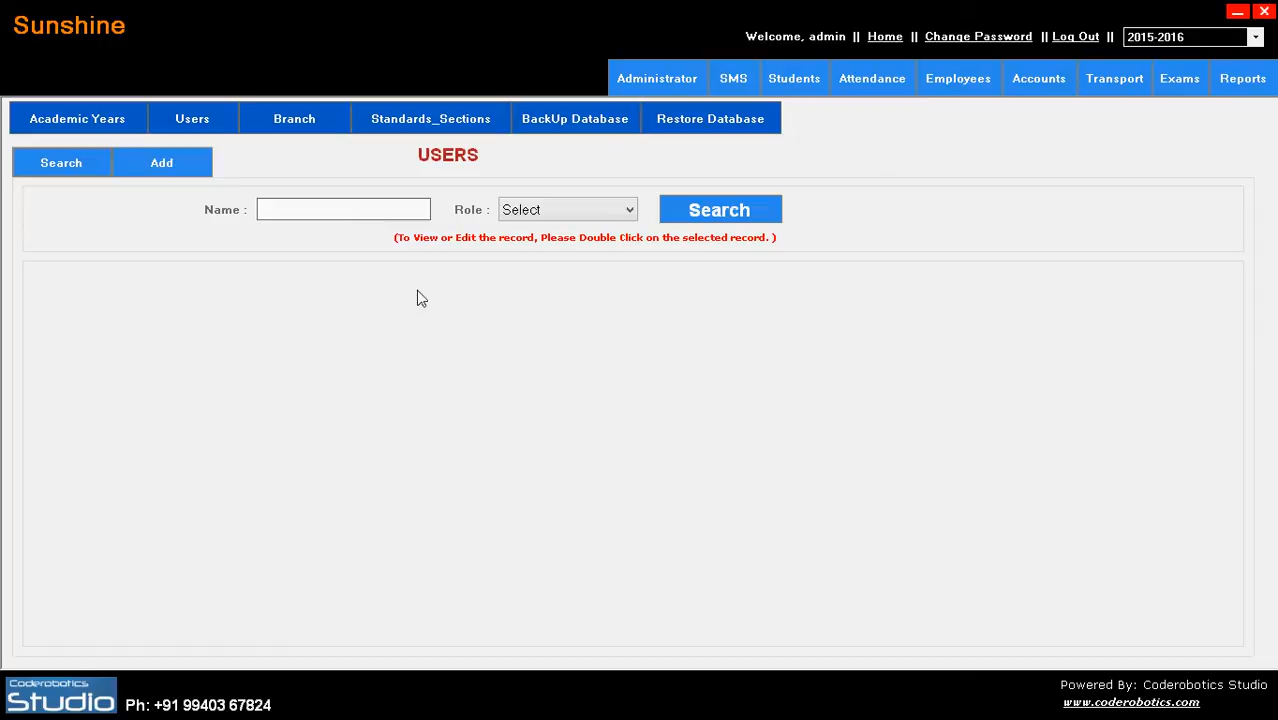 Sunshine
Welcome, admin || Home || Change Password || Log Out || 2015-2016
Administrator SMS Students Attendance Employees Accounts Transport Exams Reports
Academic Years Users Branch Standards_Sections BackUp Database Restore Database
Search Add USERS
Name : Role : Select Search
(To View or Edit the record, Please Double Click on the selected record. )
Coderobotics
Studio
Ph: +91 99403 67824
Powered By: Coderobotics Studio
www.coderobotics.com